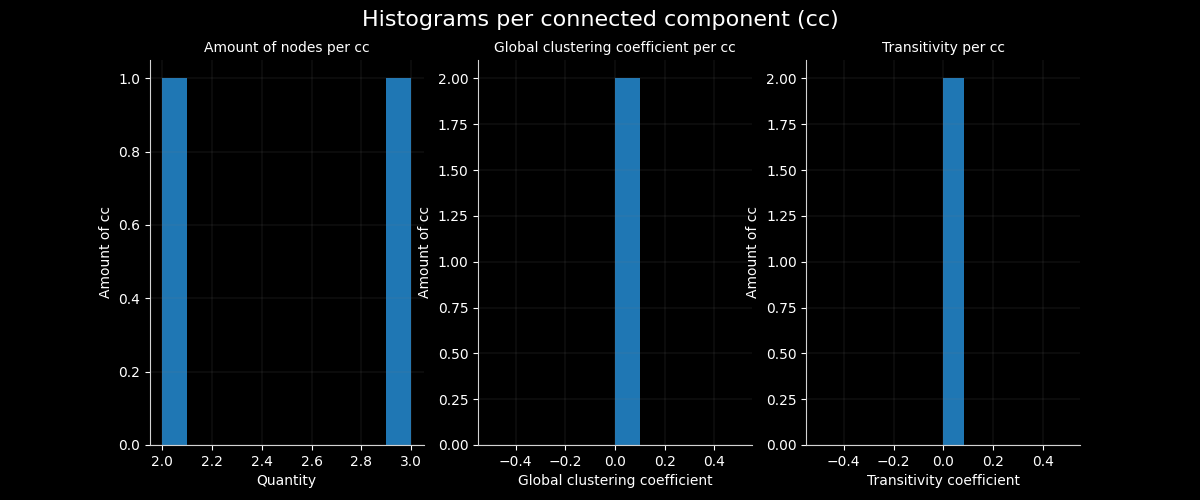 Histograms per connected component (cc)
Amount of nodes per cc
Amount of cc
1.0
0.8
0.6
0.4
0.2
0.0
2.0 2.2 2.4 2.6 2.8 3.0
Quantity
Global clustering coefficient per cc
Amount of cc
2.00
1.75
1.50
1.25
1.00
0.75
0.50
0.25
0.00
−0.4 −0.2 0.0 0.2 0.4
Global clustering coefficient
Transitivity per cc
Amount of cc
2.00
1.75
1.50
1.25
1.00
0.75
0.50
0.25
0.00
−0.4 −0.2 0.0 0.2 0.4
Transitivity coefficient